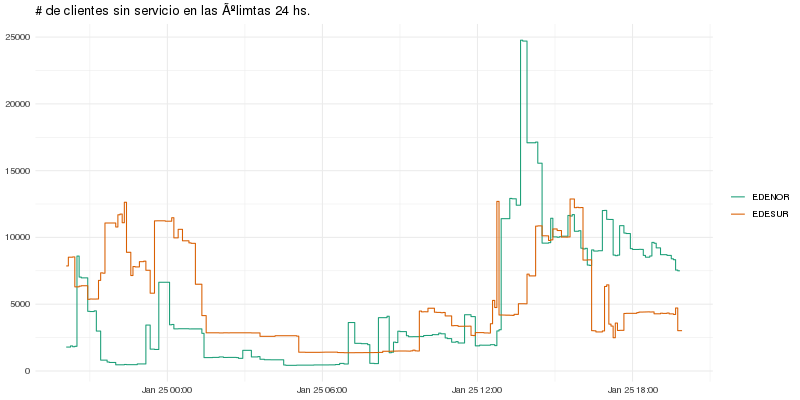 # de clientes sin servicio en las Ãºlimtas 24 hs.
25000
20000
15000
10000
5000
0
Jan 25 00:00
Jan 25 06:00
Jan 25 12:00
Jan 25 18:00
EDENOR
EDESUR